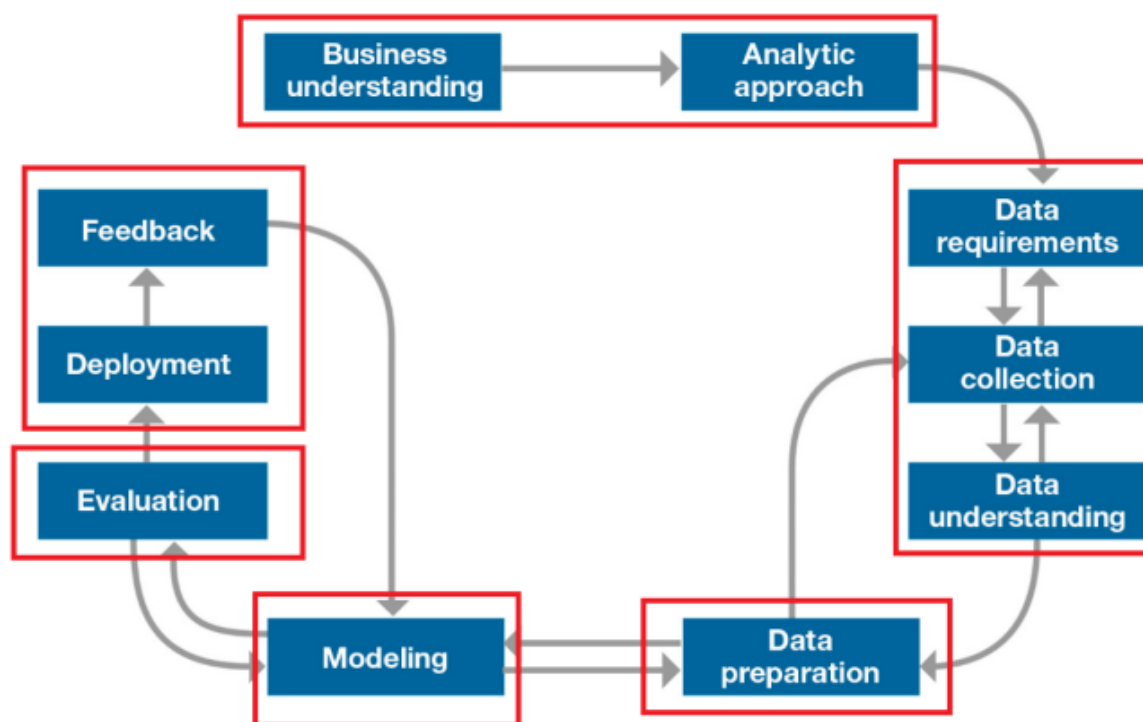 Business
understanding
Analytic
approach
Data
requirements
Data
collection
Data
understanding
Data
preparation
Modeling
Evaluation
Deployment
Feedback